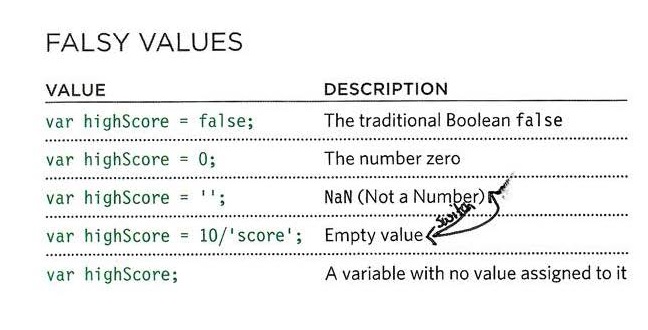 FALSY VALUES
VALUE DESCRIPTION
var highScore = false; The traditional Boolean false
var highScore = 0; The number zero
var highScore = ''; NaN (Not a Number)
switch
var highScore = 10/'score'; Empty value
var highScore; A variable with no value assigned to it